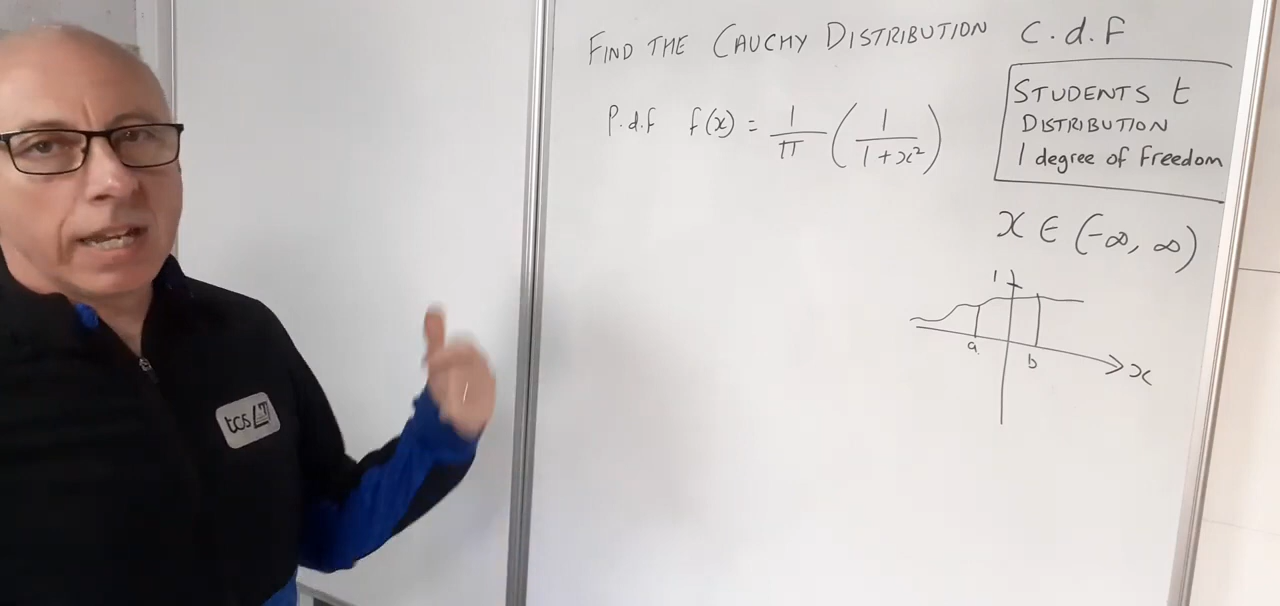 FIND THE CAUCHY DISTRIBUTION C.d.F
P.d.f f(x) = 1/π (1/(1+x²))
STUDENTS t
DISTRIBUTION
1 degree of Freedom
x ∈ (-∞, ∞)
1
a
b
x
tcs